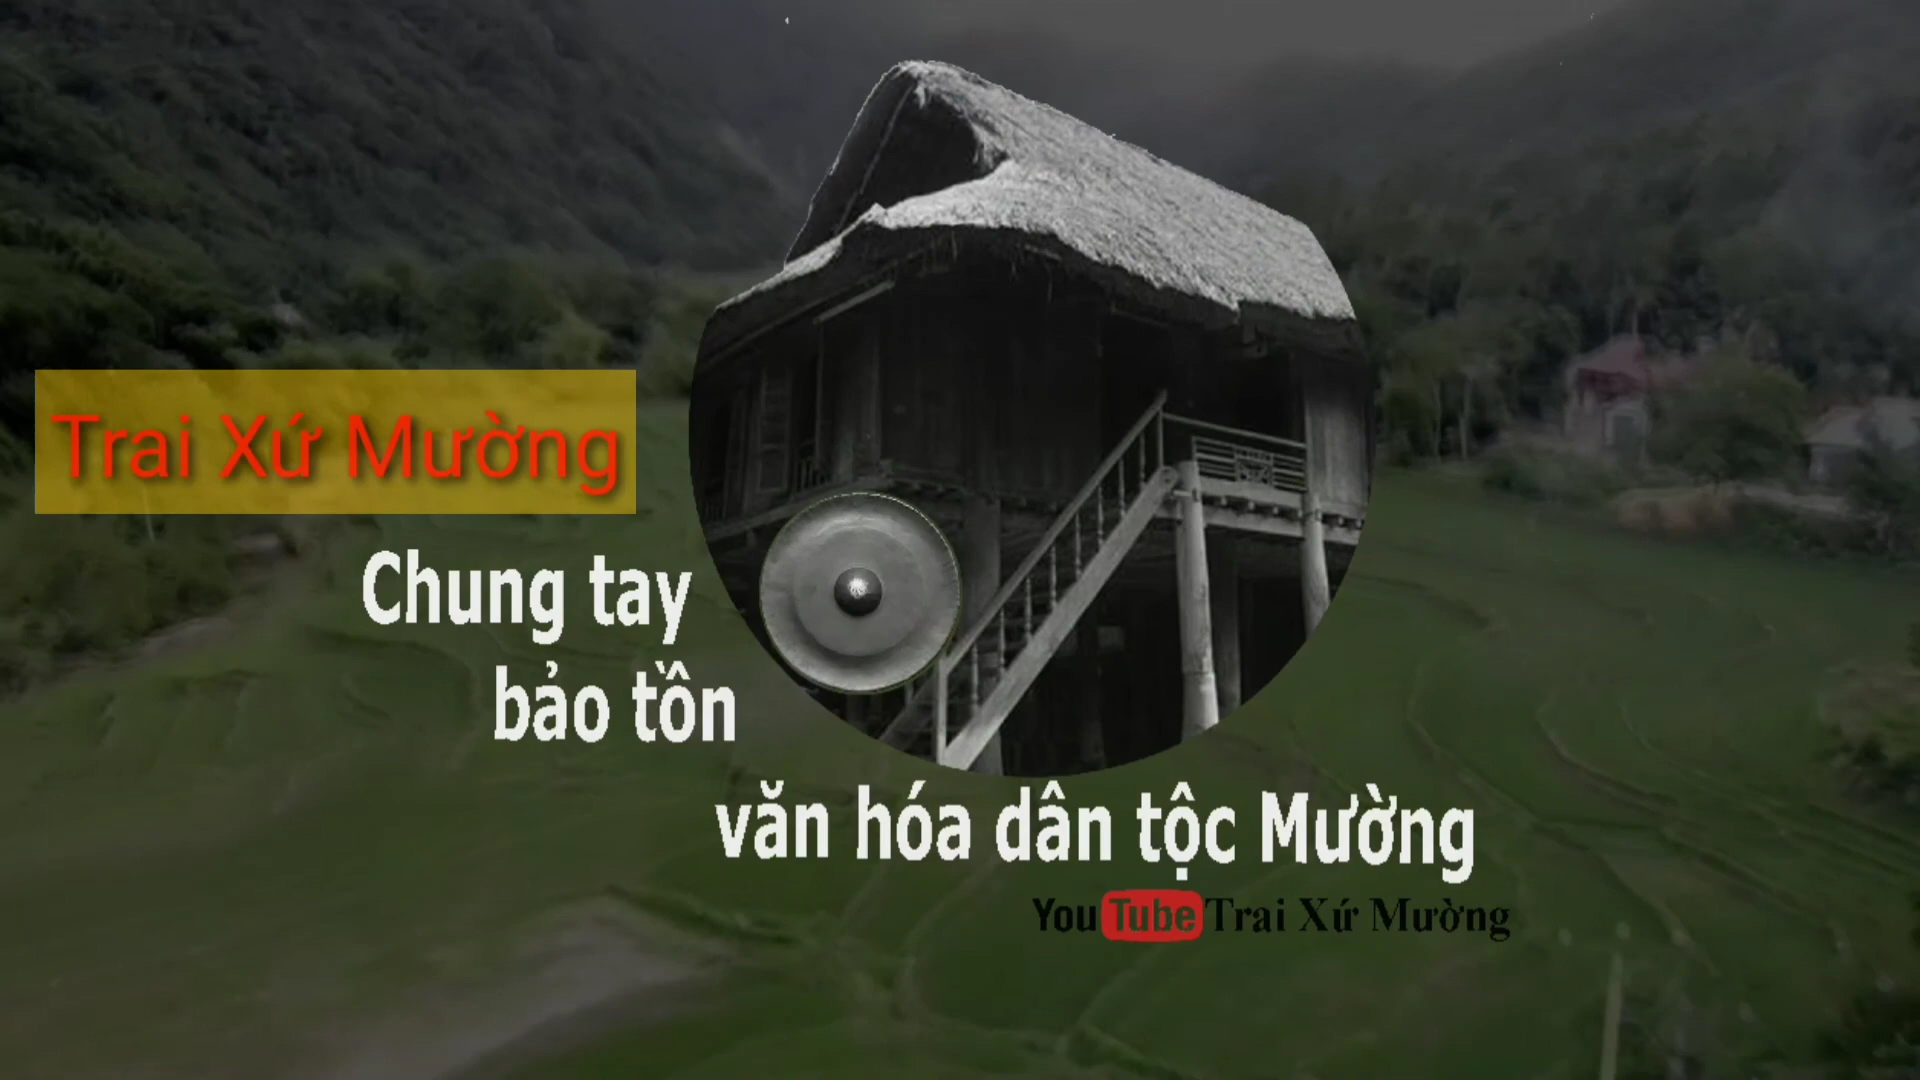 Trai Xứ Mường
Chung tay
bảo tồn
văn hóa dân tộc Mường
YouTube Trai Xứ Mường